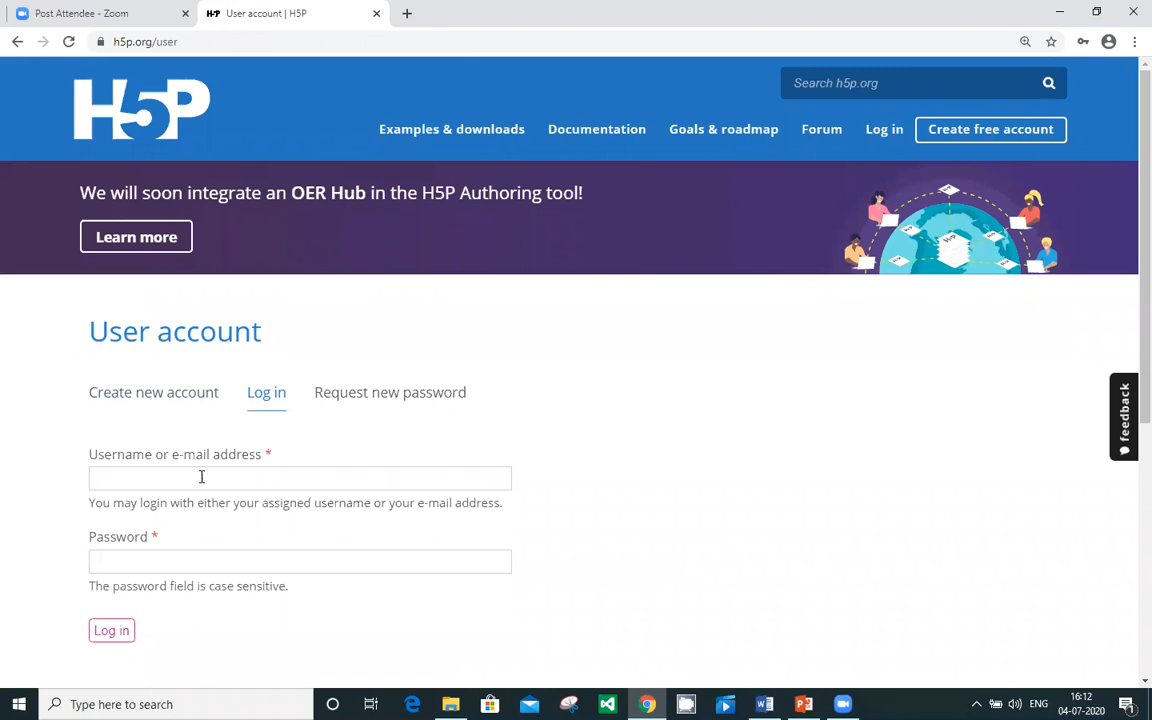 Post Attendee - Zoom
User account | H5P
h5p.org/user
H5P
Search h5p.org
Examples & downloads
Documentation
Goals & roadmap
Forum
Log in
Create free account
We will soon integrate an OER Hub in the H5P Authoring tool!
Learn more
H5P
User account
Create new account
Log in
Request new password
feedback
Username or e-mail address *
You may login with either your assigned username or your e-mail address.
Password *
The password field is case sensitive.
Log in
Type here to search
ENG
16:12
04-07-2020